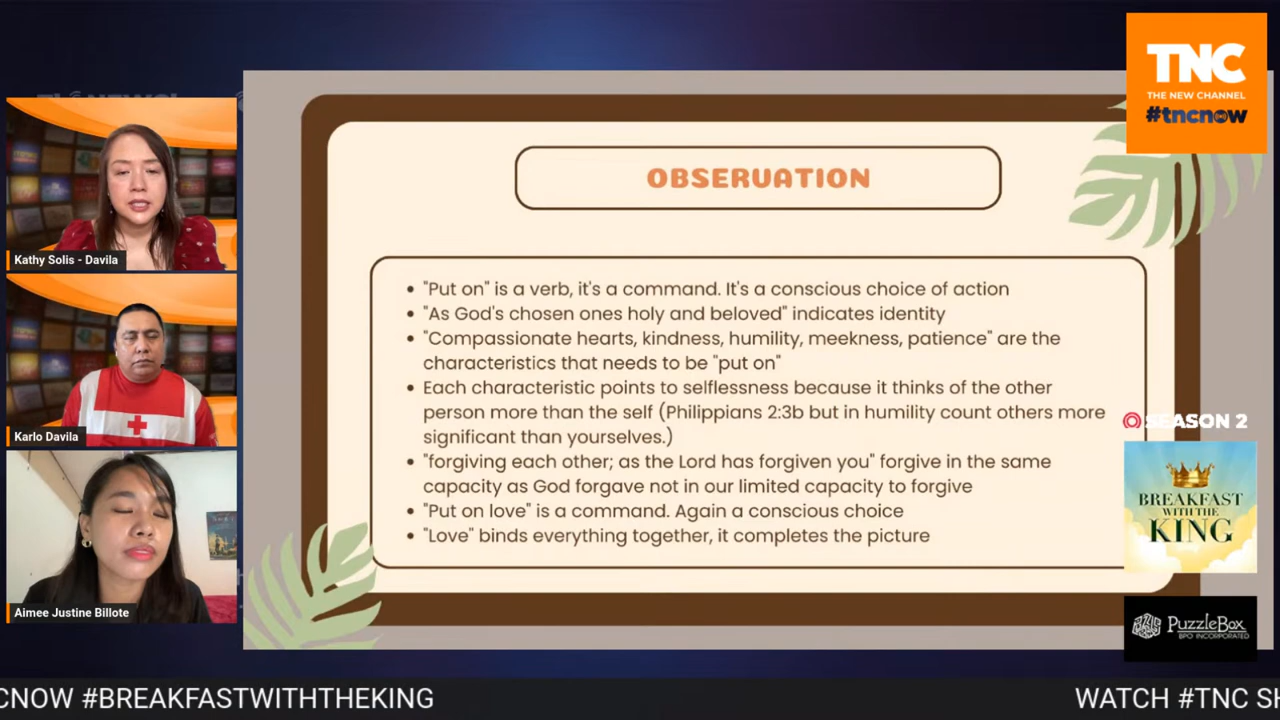 TNC
THE NEW CHANNEL
#tncnow
OBSERVATION
• "Put on" is a verb, it's a command. It's a conscious choice of action
• "As God's chosen ones holy and beloved" indicates identity
• "Compassionate hearts, kindness, humility, meekness, patience" are the
characteristics that needs to be "put on"
• Each characteristic points to selflessness because it thinks of the other
person more than the self (Philippians 2:3b but in humility count others more
significant than yourselves.)
• "forgiving each other; as the Lord has forgiven you" forgive in the same
capacity as God forgave not in our limited capacity to forgive
• "Put on love" is a command. Again a conscious choice
• "Love" binds everything together, it completes the picture
Kathy Solis - Davila
Karlo Davila
Aimee Justine Billote
SEASON 2
BREAKFAST
WITH THE
KING
PuzzleBox
BPO INCORPORATED
CNOW #BREAKFASTWITHTHEKING
WATCH #TNC SH